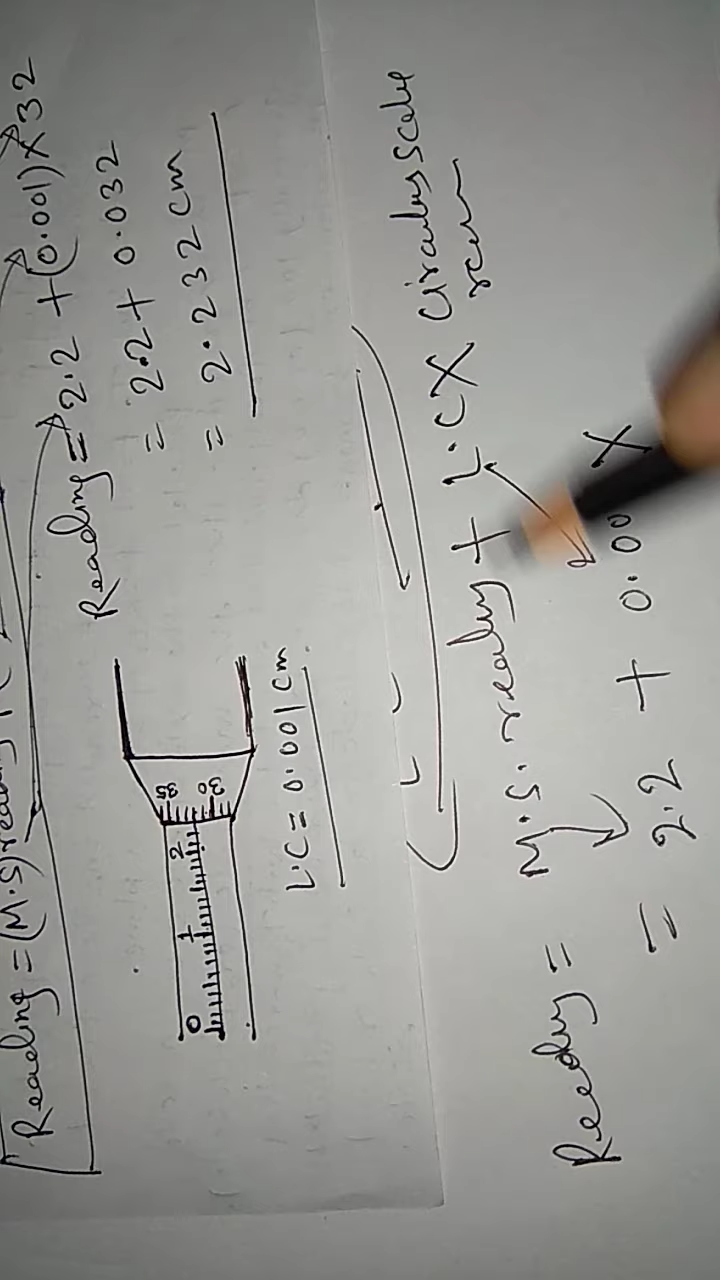 Reading = (M.S) reading
Reading = 2.2 + (0.001) X 32
= 2.2 + 0.032
= 2.232 cm
0 1 2
35
30
L.C = 0.001 cm
Reading = M.S. reading + L.C X Circular scale
= 2.2 + 0.00 X